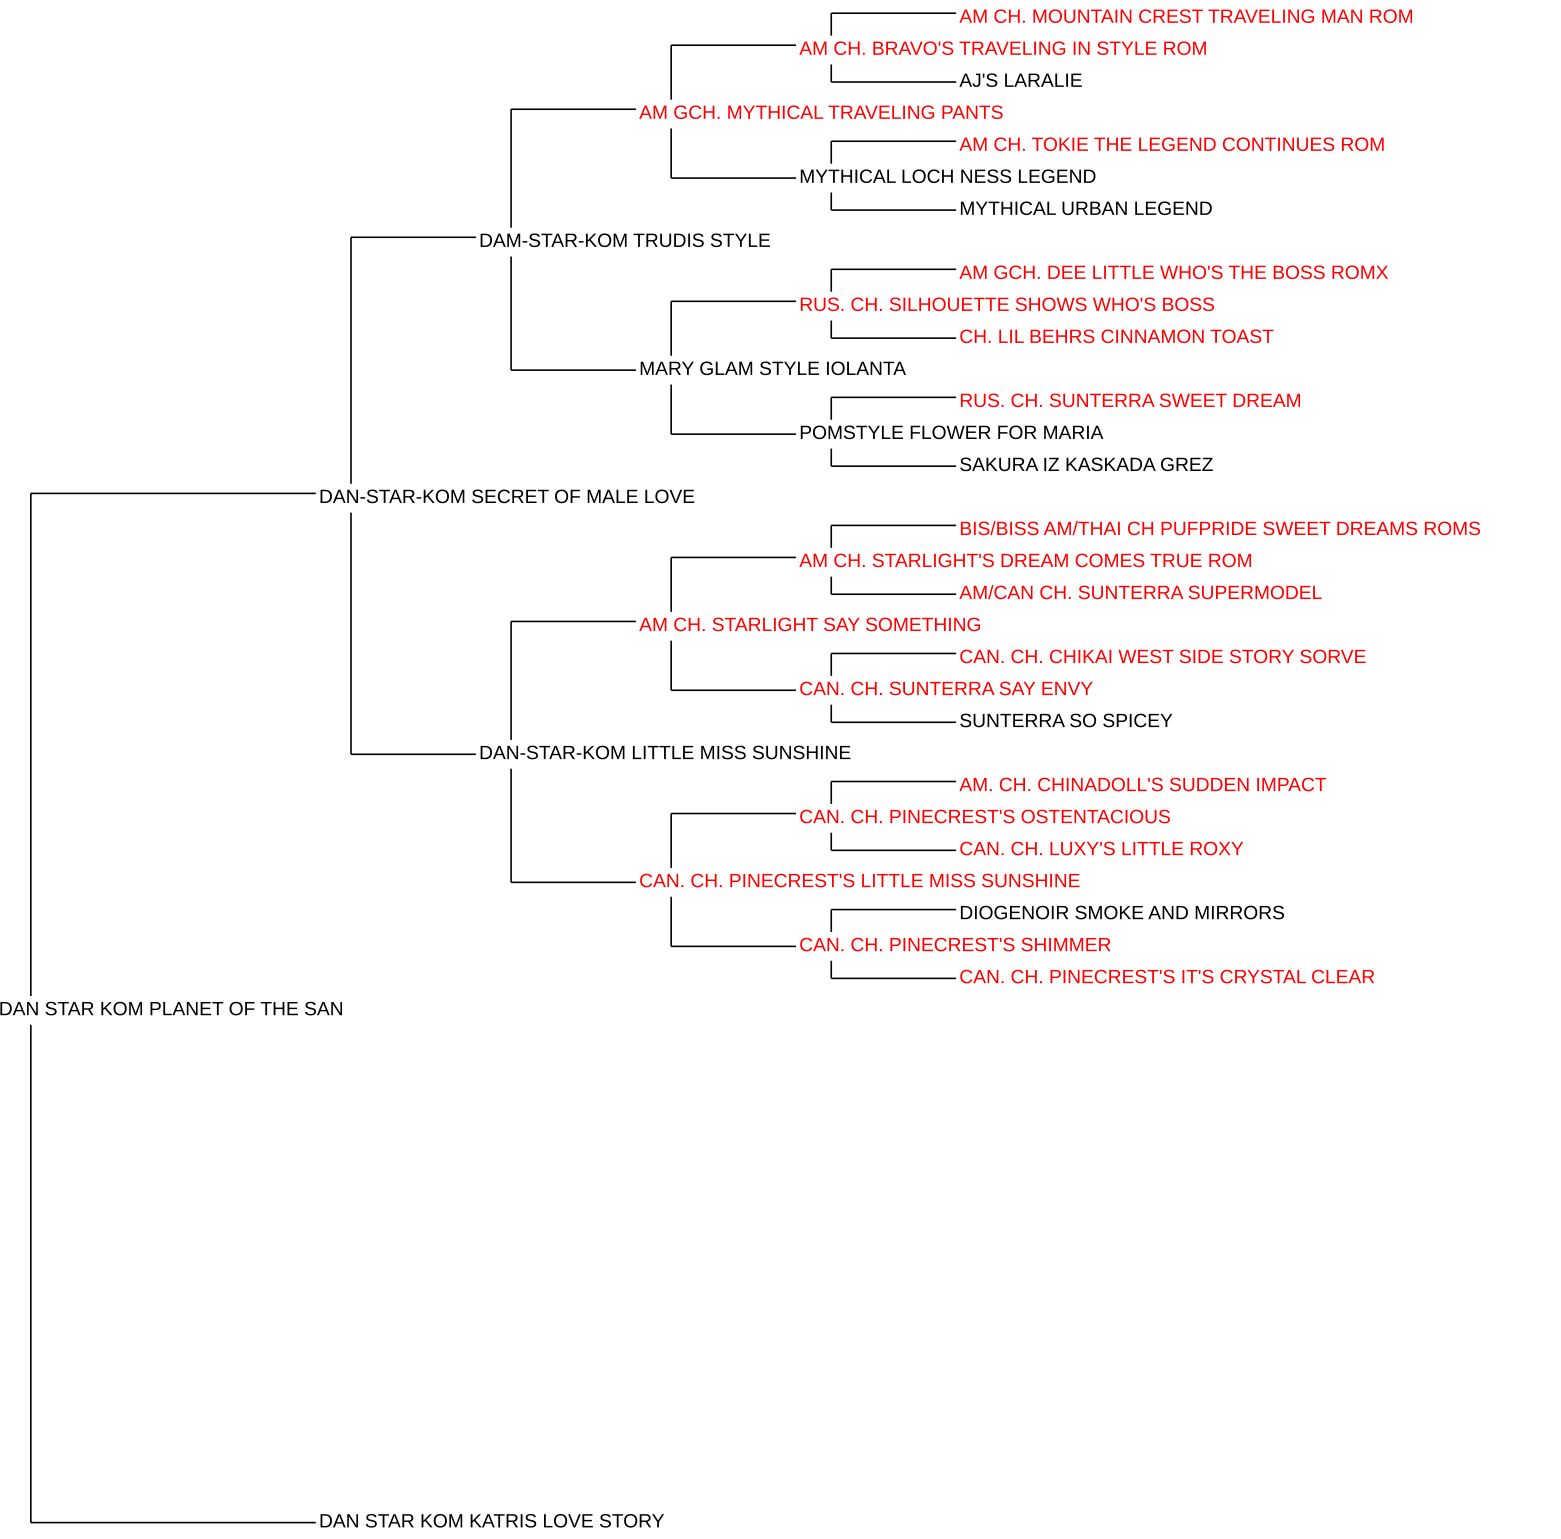 AM CH. MOUNTAIN CREST TRAVELING MAN ROM
AM CH. BRAVO'S TRAVELING IN STYLE ROM
AJ'S LARALIE
AM GCH. MYTHICAL TRAVELING PANTS
AM CH. TOKIE THE LEGEND CONTINUES ROM
MYTHICAL LOCH NESS LEGEND
MYTHICAL URBAN LEGEND
DAM-STAR-KOM TRUDIS STYLE
AM GCH. DEE LITTLE WHO'S THE BOSS ROMX
RUS. CH. SILHOUETTE SHOWS WHO'S BOSS
CH. LIL BEHRS CINNAMON TOAST
MARY GLAM STYLE IOLANTA
RUS. CH. SUNTERRA SWEET DREAM
POMSTYLE FLOWER FOR MARIA
SAKURA IZ KASKADA GREZ
DAN-STAR-KOM SECRET OF MALE LOVE
BIS/BISS AM/THAI CH PUFPRIDE SWEET DREAMS ROMS
AM CH. STARLIGHT'S DREAM COMES TRUE ROM
AM/CAN CH. SUNTERRA SUPERMODEL
AM CH. STARLIGHT SAY SOMETHING
CAN. CH. CHIKAI WEST SIDE STORY SORVE
CAN. CH. SUNTERRA SAY ENVY
SUNTERRA SO SPICEY
DAN-STAR-KOM LITTLE MISS SUNSHINE
AM. CH. CHINADOLL'S SUDDEN IMPACT
CAN. CH. PINECREST'S OSTENTACIOUS
CAN. CH. LUXY'S LITTLE ROXY
CAN. CH. PINECREST'S LITTLE MISS SUNSHINE
DIOGENOIR SMOKE AND MIRRORS
CAN. CH. PINECREST'S SHIMMER
CAN. CH. PINECREST'S IT'S CRYSTAL CLEAR
DAN STAR KOM PLANET OF THE SAN
DAN STAR KOM KATRIS LOVE STORY